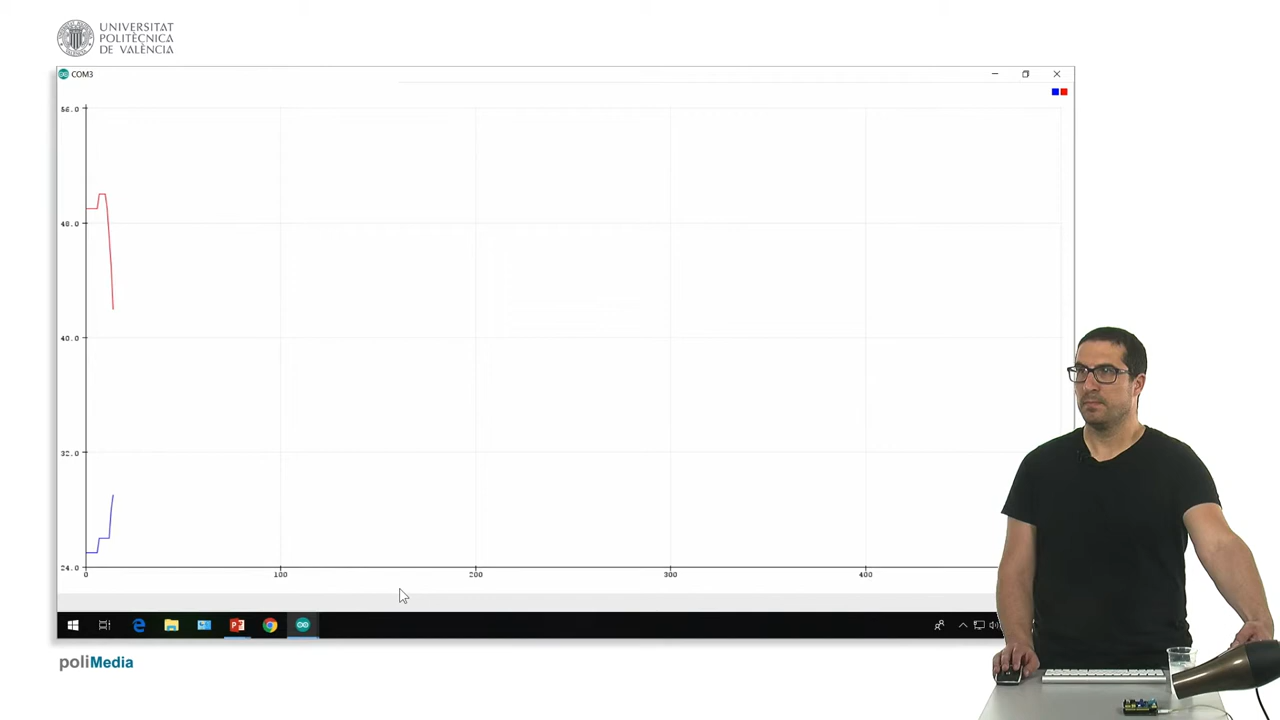 UNIVERSITAT
POLITÈCNICA
DE VALÈNCIA
COM3
56.0
48.0
40.0
32.0
24.0
0 100 200 300 400
poliMedia